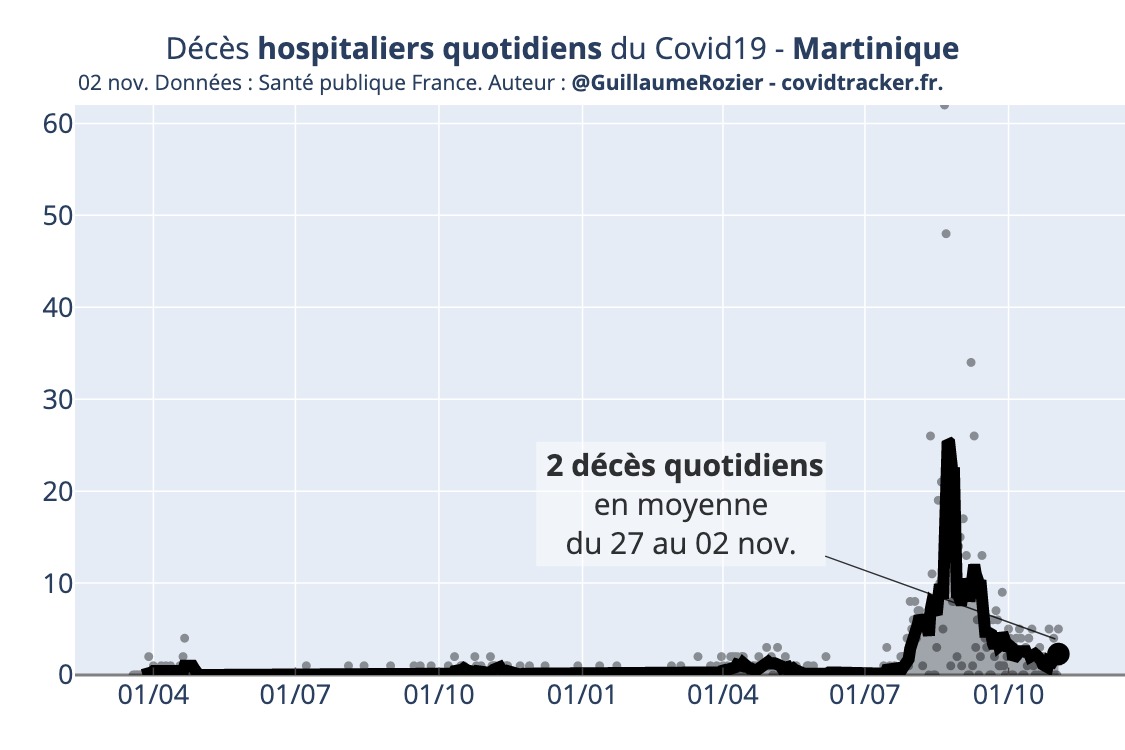 Décès hospitaliers quotidiens du Covid19 - Martinique
02 nov. Données : Santé publique France. Auteur : @GuillaumeRozier - covidtracker.fr.
60
50
40
30
20
10
0
2 décès quotidiens
en moyenne
du 27 au 02 nov.
01/04 01/07 01/10 01/01 01/04 01/07 01/10